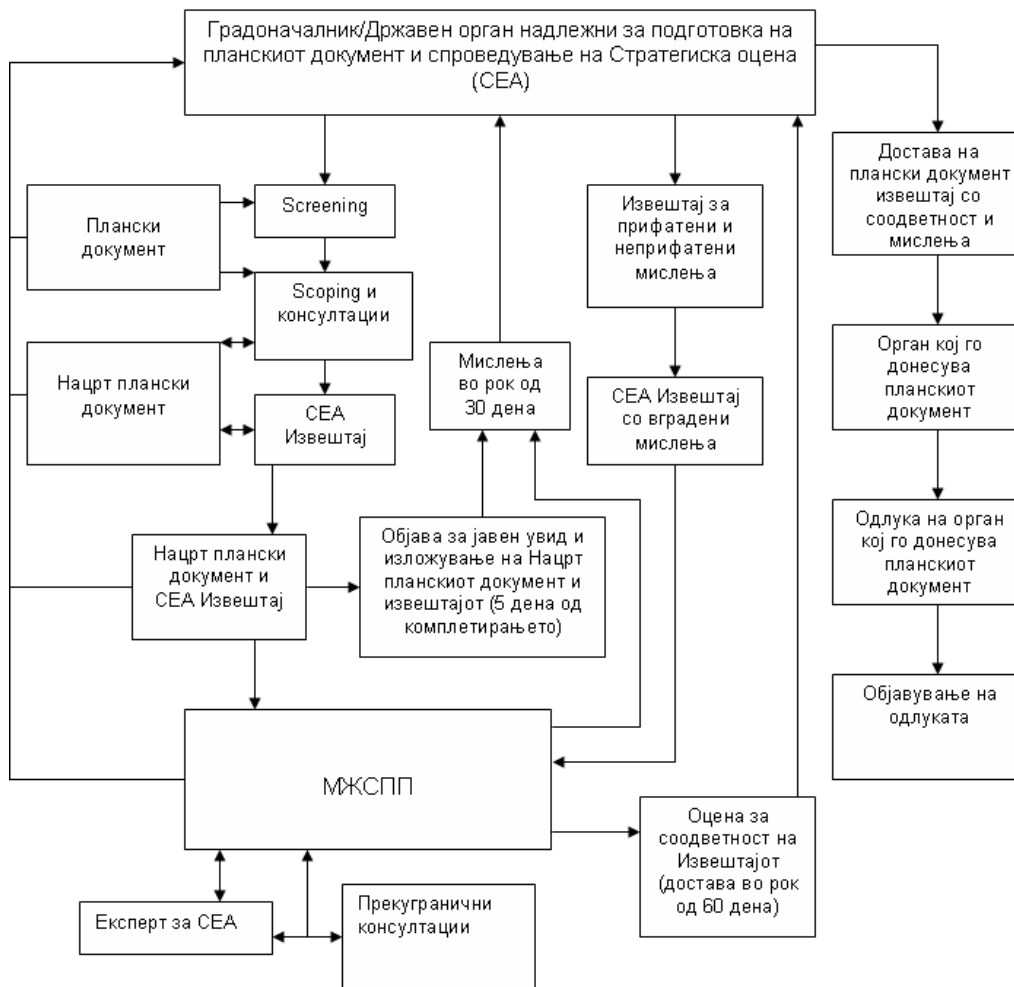 Градоначалник/Државен орган надлежни за подготовка на
планскиот документ и спроведување на Стратегиска оцена
(СЕА)
Плански
документ
Screening
Scoping и
консултации
Нацрт плански
документ
СЕА
Извештај
Нацрт плански
документ и
СЕА Извештај
Објава за јавен увид и
изложување на Нацрт
планскиот документ и
извештајот (5 дена од
комплетирањето)
Мислења
во рок од
30 дена
Извештај за
прифатени и
неприфатени
мислења
СЕА Извештај
со вградени
мислења
МЖСПП
Експерт за СЕА
Прекугранични
консултации
Оцена за
соодветност на
Извештајот
(достава во рок
од 60 дена)
Достава на
плански документ
извештај со
соодветност и
мислења
Орган кој го
донесува
планскиот
документ
Одлука на орган
кој го донесува
планскиот
документ
Објавување на
одлуката